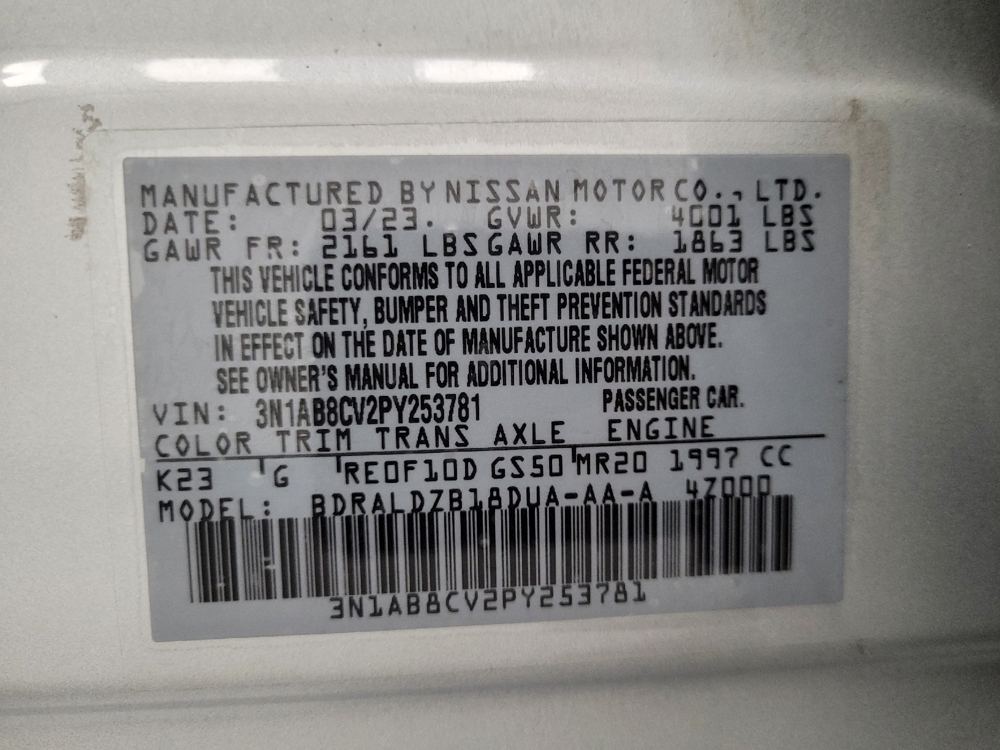 MANUFACTURED BY NISSAN MOTOR CO., LTD.
DATE: 03/23. GVWR: 4001 LBS
GAWR FR: 2161 LBS GAWR RR: 1863 LBS
THIS VEHICLE CONFORMS TO ALL APPLICABLE FEDERAL MOTOR
VEHICLE SAFETY, BUMPER AND THEFT PREVENTION STANDARDS
IN EFFECT ON THE DATE OF MANUFACTURE SHOWN ABOVE.
SEE OWNER'S MANUAL FOR ADDITIONAL INFORMATION.
VIN: 3N1AB8CV2PY253781 PASSENGER CAR.
COLOR TRIM TRANS AXLE ENGINE
K23 G RE0F10D GS50 MR20 1997 CC
MODEL: BDRALDZB18DUA-AA-A 4Z000
3N1AB8CV2PY253781